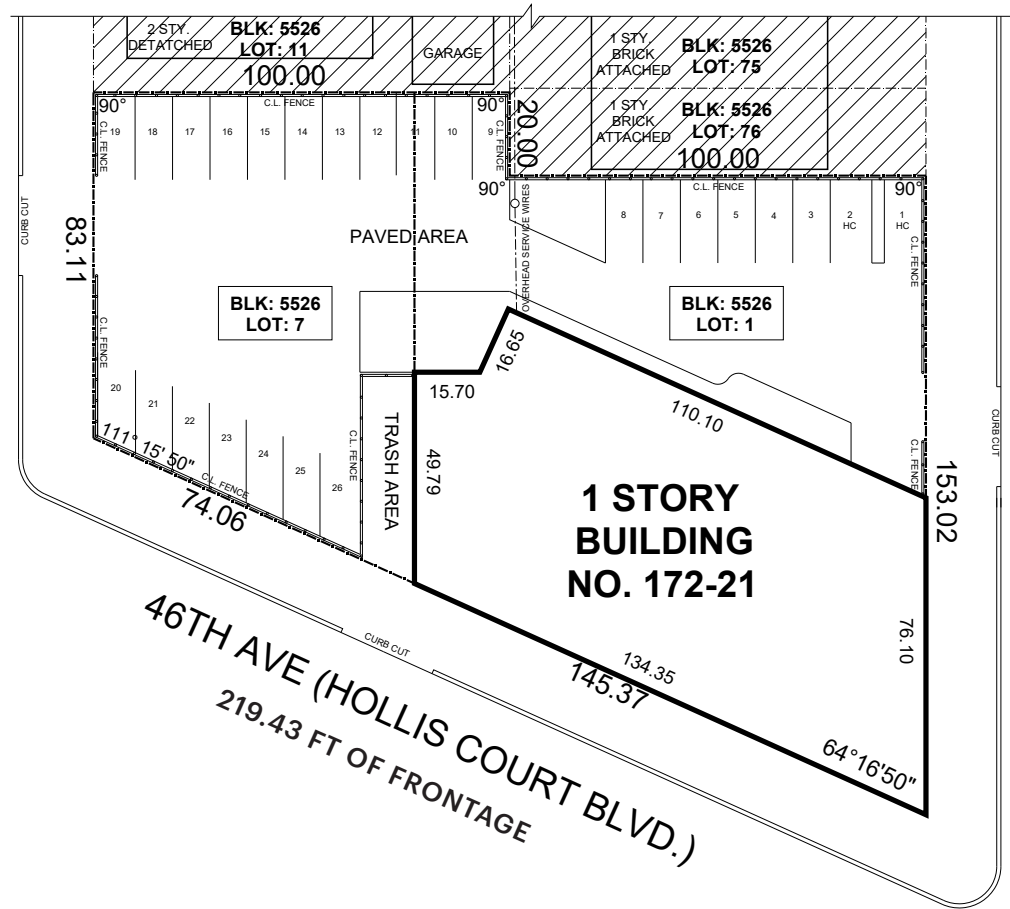 2 STY.
DETATCHED
BLK: 5526
LOT: 11
100.00
GARAGE
1 STY.
BRICK
ATTACHED
BLK: 5526
LOT: 75
1 STY.
BRICK
ATTACHED
BLK: 5526
LOT: 76
100.00
90°
C.L. FENCE
90°
20.00
C.L. FENCE
19
18
17
16
15
14
13
12
11
10
9
C.L. FENCE
90°
C.L. FENCE
90°
CURB CUT
83.11
PAVED AREA
OVERHEAD SERVICE WIRES
8
7
6
5
4
3
2
HC
1
HC
C.L. FENCE
BLK: 5526
LOT: 7
BLK: 5526
LOT: 1
C.L. FENCE
16.65
15.70
110.10
20
21
22
23
24
25
26
111° 15' 50"
C.L. FENCE
74.06
C.L. FENCE
TRASH AREA
49.79
CURB CUT
C.L. FENCE
153.02
1 STORY
BUILDING
NO. 172-21
76.10
134.35
145.37
64°16'50"
CURB CUT
46TH AVE (HOLLIS COURT BLVD.)
219.43 FT OF FRONTAGE